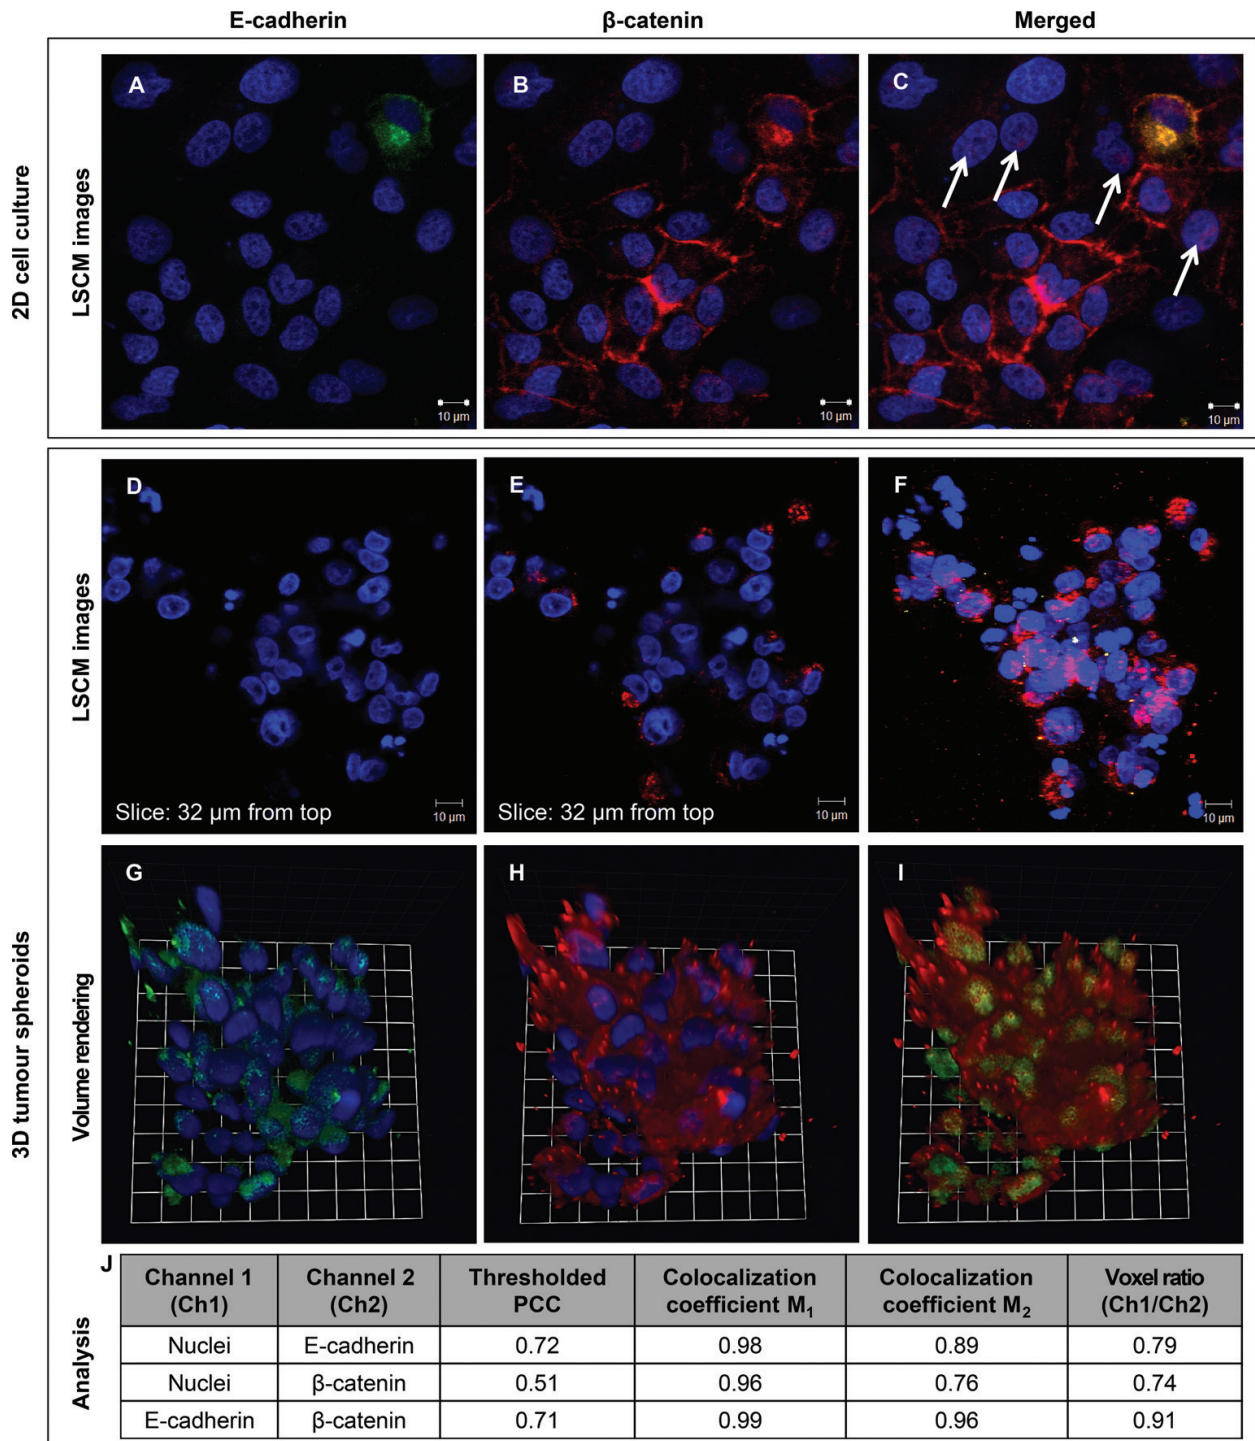 E-cadherin β-catenin Merged
2D cell culture
LSCM images
A B C
10 µm 10 µm 10 µm
3D tumour spheroids
LSCM images
D E F
Slice: 32 µm from top 10 µm Slice: 32 µm from top 10 µm 10 µm
Volume rendering
G H I
J
Analysis
Channel 1 (Ch1) Channel 2 (Ch2) Thresholded PCC Colocalization coefficient M₁ Colocalization coefficient M₂ Voxel ratio (Ch1/Ch2)
Nuclei E-cadherin 0.72 0.98 0.89 0.79
Nuclei β-catenin 0.51 0.96 0.76 0.74
E-cadherin β-catenin 0.71 0.99 0.96 0.91